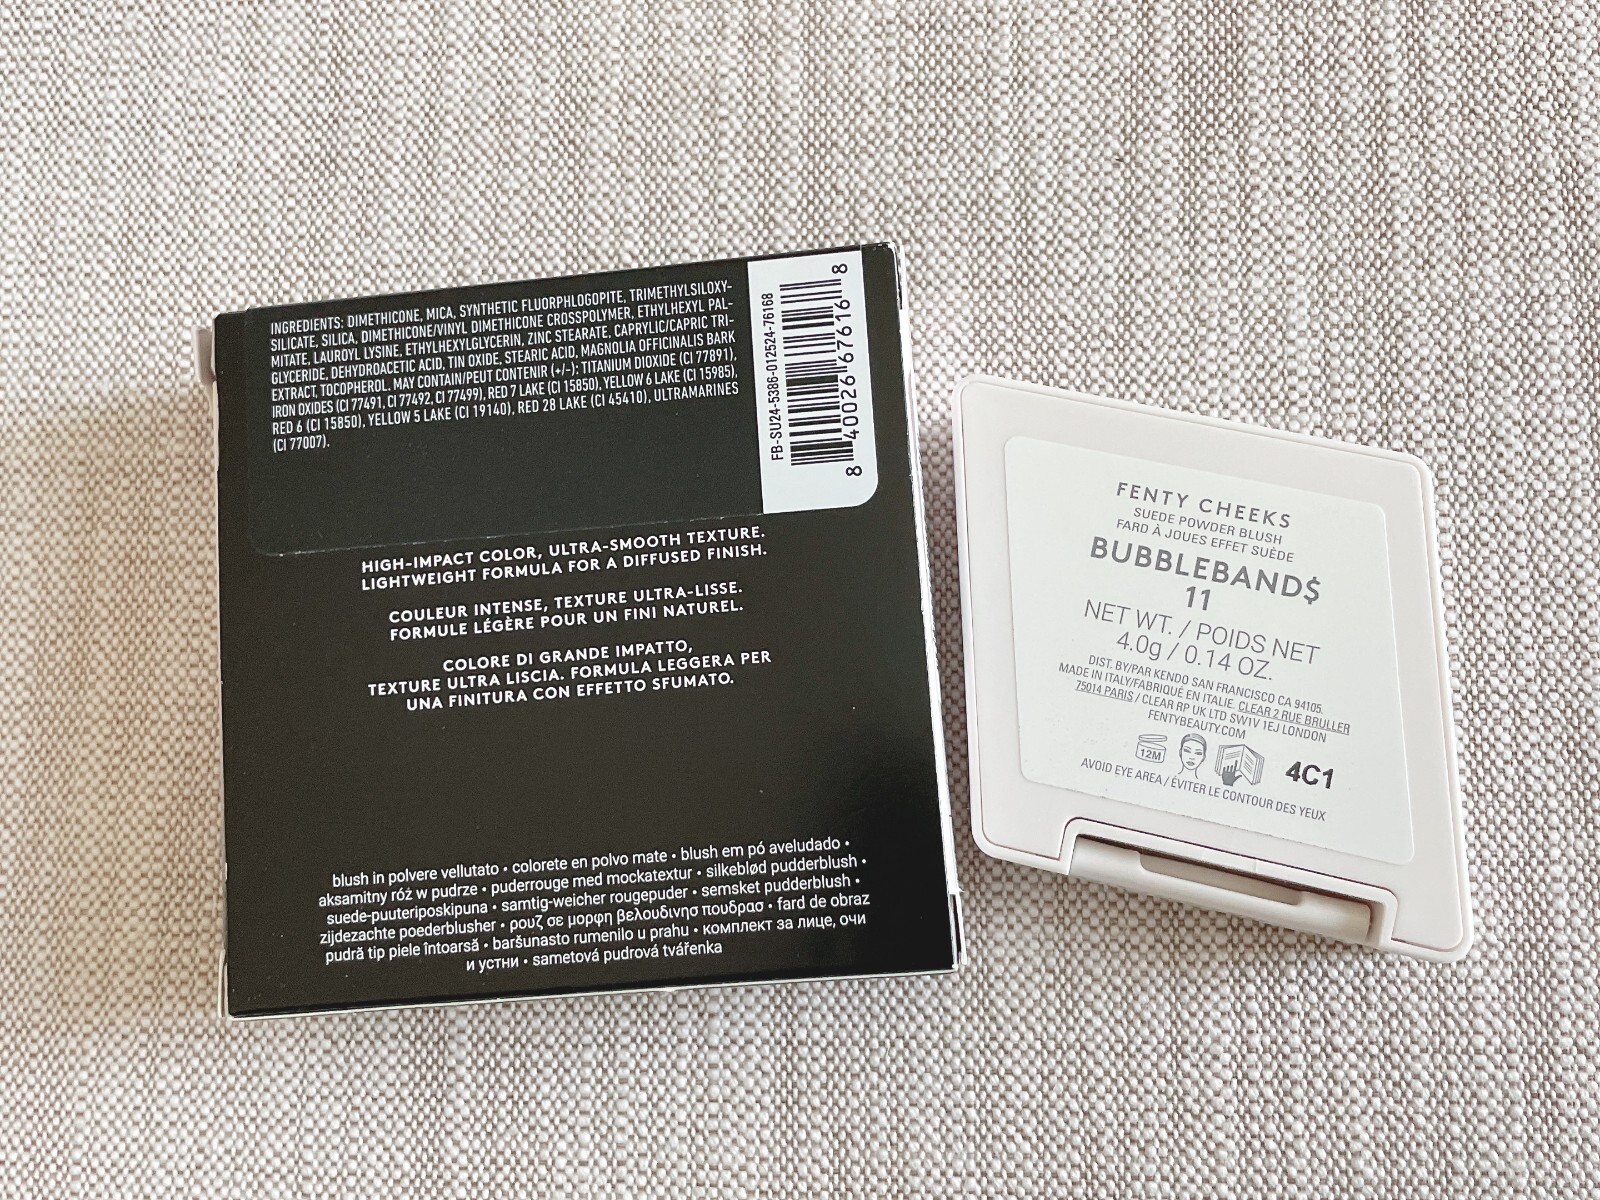 INGREDIENTS: DIMETHICONE, MICA, SYNTHETIC FLUORPHLOGOPITE, TRIMETHYLSILOXY-
SILICATE, SILICA, DIMETHICONE/VINYL DIMETHICONE CROSSPOLYMER, ETHYLHEXYL PAL-
MITATE, LAUROYL LYSINE, ETHYLHEXYLGLYCERIN, ZINC STEARATE, CAPRYLIC/CAPRIC TRI-
GLYCERIDE, DEHYDROACETIC ACID, TIN OXIDE, STEARIC ACID, MAGNOLIA OFFICINALIS BARK
EXTRACT, TOCOPHEROL. MAY CONTAIN/PEUT CONTENIR (+/-): TITANIUM DIOXIDE (CI 77891),
IRON OXIDES (CI 77491, CI 77492, CI 77499), RED 7 LAKE (CI 15850), YELLOW 6 LAKE (CI 15985),
RED 6 (CI 15850), YELLOW 5 LAKE (CI 19140), RED 28 LAKE (CI 45410), ULTRAMARINES
(CI 77007).
FB-SU24-5386-012524-76168
8 40026 67616 8
HIGH-IMPACT COLOR, ULTRA-SMOOTH TEXTURE.
LIGHTWEIGHT FORMULA FOR A DIFFUSED FINISH.
COULEUR INTENSE, TEXTURE ULTRA-LISSE.
FORMULE LÉGÈRE POUR UN FINI NATUREL.
COLORE DI GRANDE IMPATTO,
TEXTURE ULTRA LISCIA. FORMULA LEGGERA PER
UNA FINITURA CON EFFETTO SFUMATO.
blush in polvere vellutato • colorete en polvo mate • blush em pó aveludado •
aksamitny róż w pudrze • puderrouge med mockatextur • silkeblød pudderblush •
suede-puuteriposkipuna • samtig-weicher rougepuder • semsket pudderblush •
zijdezachte poederblusher • ρουζ σε μορφη βελουδινησ πουδρασ • fard de obraz
pudră tip piele întoarsă • baršunasto rumenilo u prahu • комплект за лице, очи
и устни • sametová pudrová tvářenka
FENTY CHEEKS
SUEDE POWDER BLUSH
FARD À JOUES EFFET SUÈDE
BUBBLEBAND$
11
NET WT. / POIDS NET
4.0g / 0.14 OZ.
DIST. BY/PAR KENDO SAN FRANCISCO CA 94105.
MADE IN ITALY/FABRIQUÉ EN ITALIE. CLEAR 2 RUE BRULLER
75014 PARIS / CLEAR RP UK LTD SW1V 1EJ LONDON
FENTYBEAUTY.COM
12M
4C1
AVOID EYE AREA / ÉVITER LE CONTOUR DES YEUX